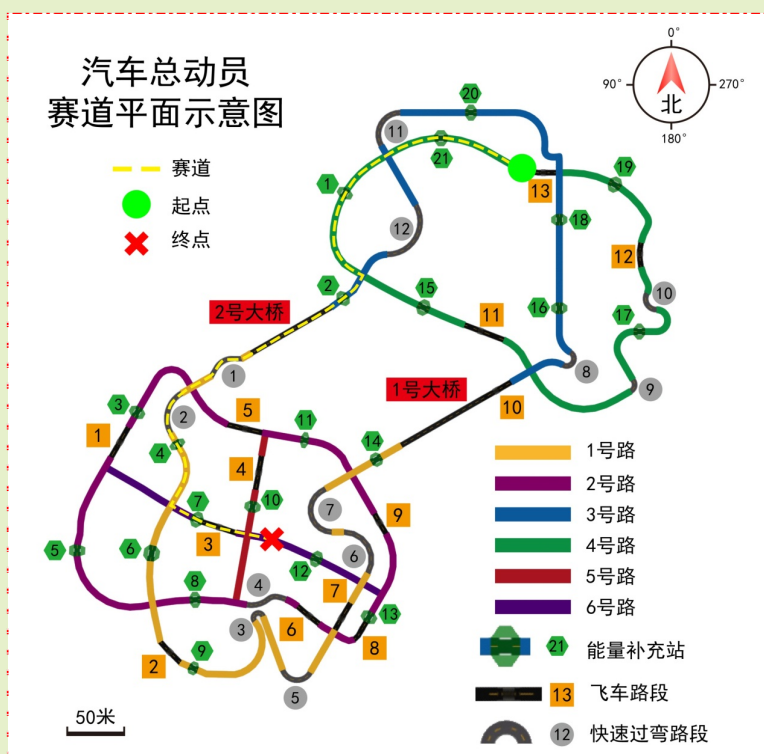 汽车总动员
赛道平面示意图
赛道
起点
终点
0°
90°
270°
北
180°
20
11
21
19
13
1
18
12
12
2
15
16
10
2号大桥
11
17
1
8
1号大桥
9
3
2
10
5
11
1
4
14
4
7
10
7
9
3
5
6
6
12
8
4
7
13
3
6
8
2
9
5
1号路
2号路
3号路
4号路
5号路
6号路
21
能量补充站
13
飞车路段
12
快速过弯路段
50米